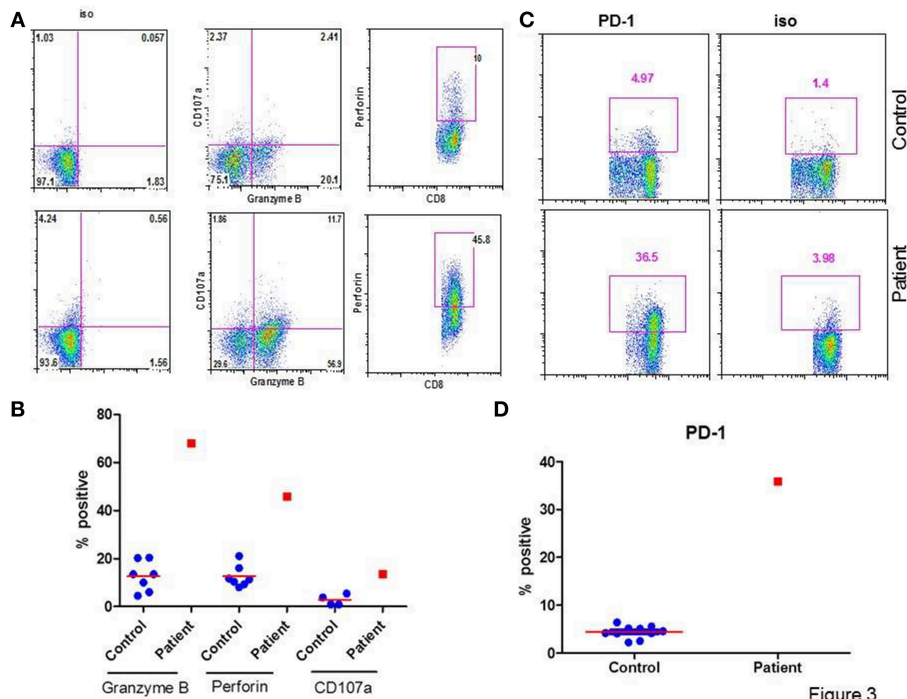 A
iso
1.03 0.057
97.1 1.83
2.37 2.41
CD107a
75.1 20.1
Granzyme B
10
Perforin
CD8
4.24 0.56
93.6 1.56
1.86 11.7
CD107a
29.6 56.9
Granzyme B
45.8
Perforin
CD8
C
PD-1 iso
4.97 1.4
Control
36.5 3.98
Patient
B
80
60
40
20
0
% positive
Control Patient Control Patient Control Patient
Granzyme B Perforin CD107a
D
PD-1
40
30
20
10
0
% positive
Control Patient
Figure 3